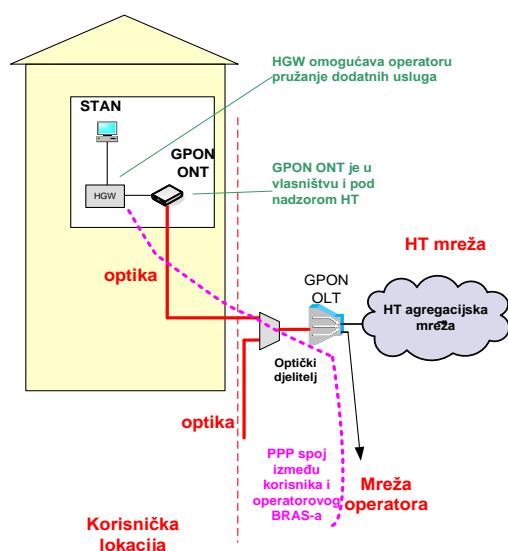 HGW omogućava operatoru
pružanje dodatnih usluga
STAN
GPON
ONT
HGW
GPON ONT je u
vlasništvu i pod
nadzorom HT
optika
HT mreža
GPON
OLT
HT agregacijska
mreža
Optički
djelitelj
optika
PPP spoj
između
korisnika i
operatorovog
BRAS-a
Mreža
operatora
Korisnička
lokacija